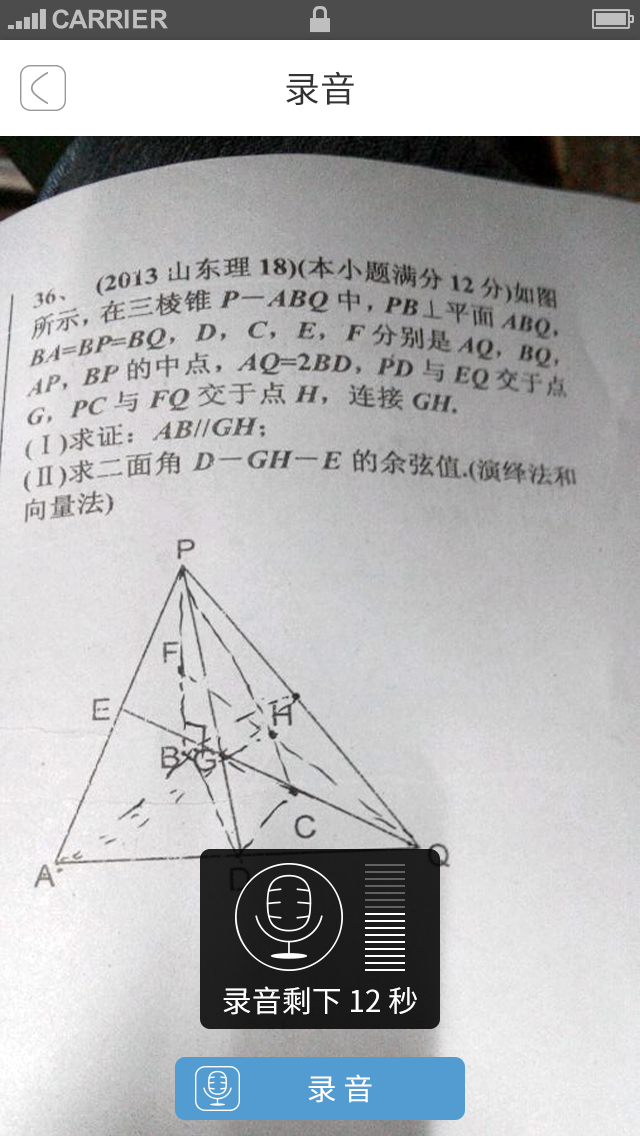 CARRIER
录音
36、 (2013 山东理 18)(本小题满分 12 分)如图
所示, 在三棱锥 P-ABQ 中, PB⊥平面 ABQ,
BA=BP=BQ, D, C, E, F 分别是 AQ, BQ,
AP, BP 的中点, AQ=2BD, PD 与 EQ 交于点
G, PC 与 FQ 交于点 H, 连接 GH.
(Ⅰ)求证: AB//GH;
(Ⅱ)求二面角 D-GH-E 的余弦值.(演绎法和
向量法)
P
F
E
H
B G
C
A D Q
录音剩下 12 秒
录 音